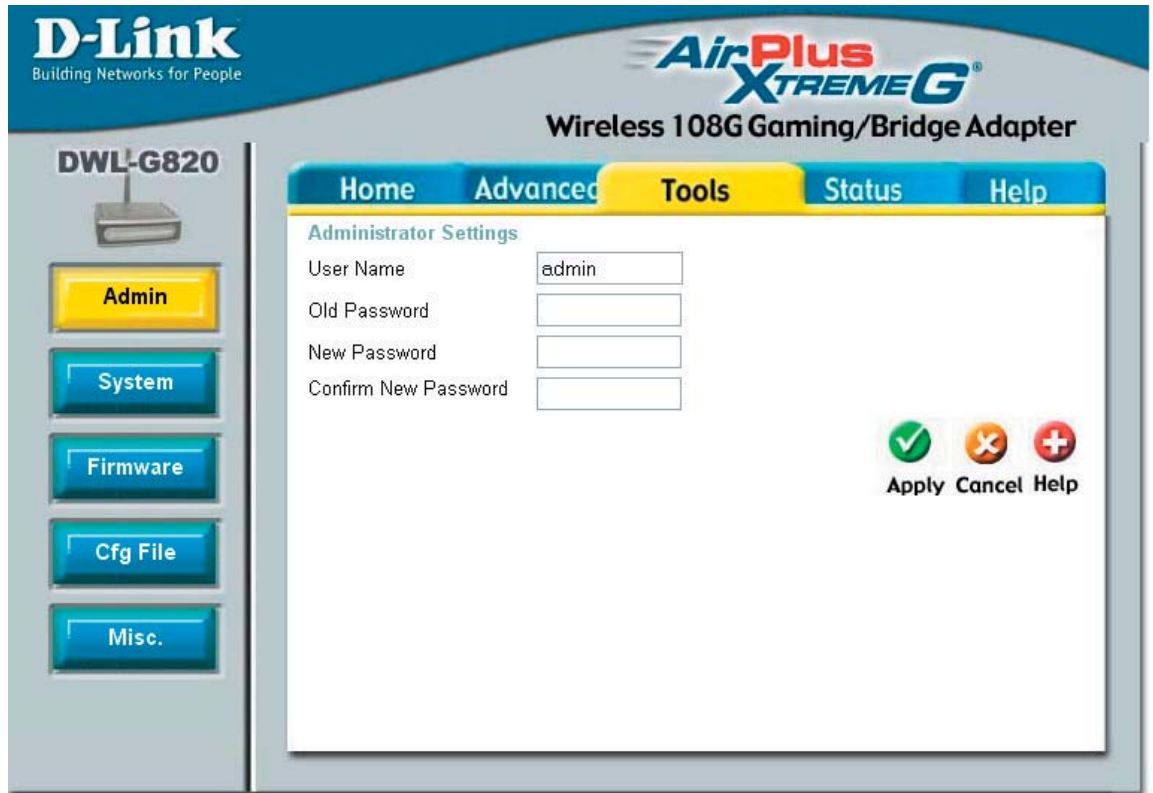 D-Link
Building Networks for People
AirPlus
XTREME G®
Wireless 108G Gaming/Bridge Adapter
DWL-G820
Home Advanced Tools Status Help
Administrator Settings
User Name admin
Old Password
New Password
Confirm New Password
Admin
System
Firmware
Cfg File
Misc.
Apply Cancel Help